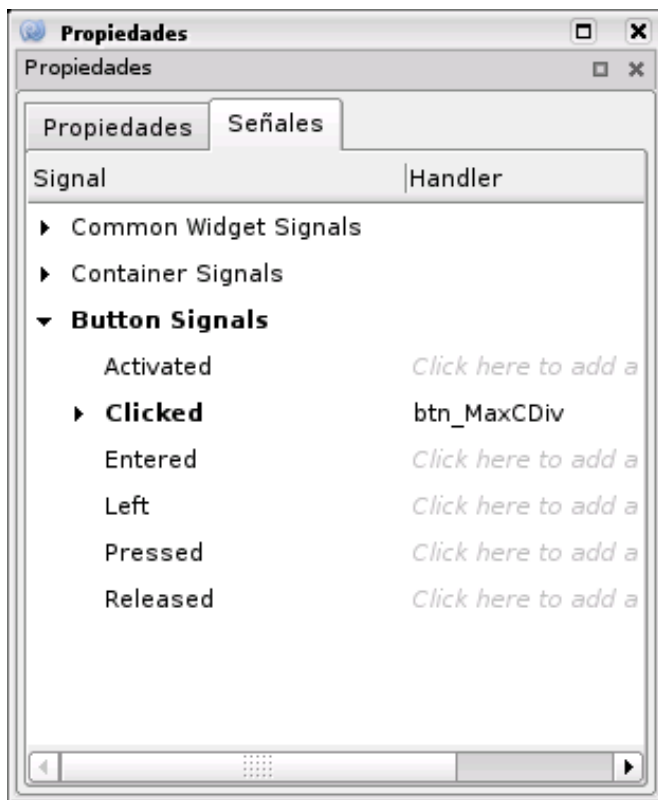 Propiedades
Propiedades
Propiedades Señales
Signal Handler
Common Widget Signals
Container Signals
Button Signals
Activated Click here to add a
Clicked btn_MaxCDiv
Entered Click here to add a
Left Click here to add a
Pressed Click here to add a
Released Click here to add a